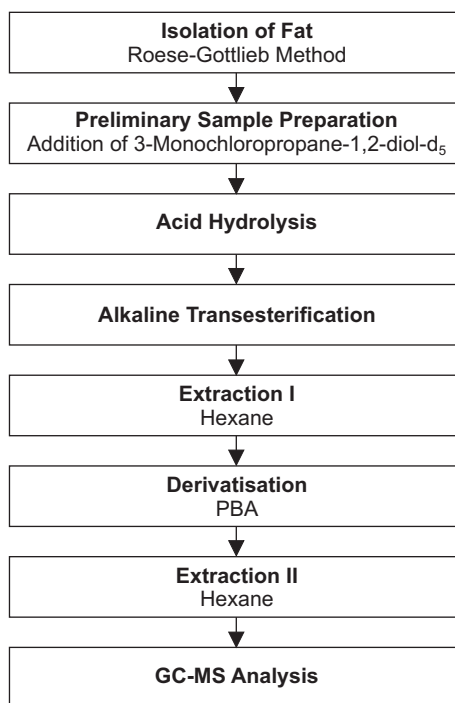 Isolation of Fat
Roese-Gottlieb Method
Preliminary Sample Preparation
Addition of 3-Monochloropropane-1,2-diol-d₅
Acid Hydrolysis
Alkaline Transesterification
Extraction I
Hexane
Derivatisation
PBA
Extraction II
Hexane
GC-MS Analysis